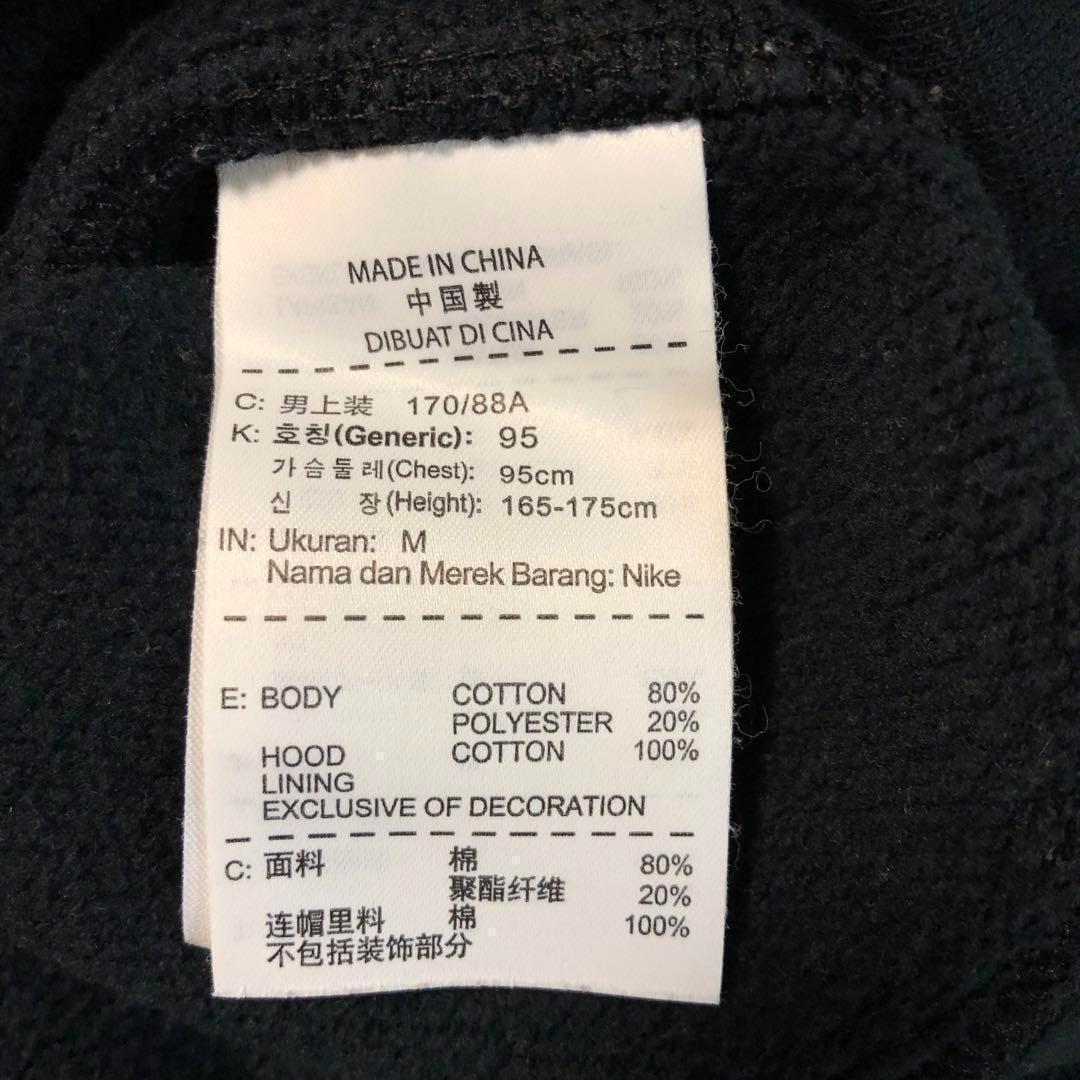 MADE IN CHINA
中国製
DIBUAT DI CINA
C: 男上装 170/88A
K: 호칭(Generic): 95
가슴둘레(Chest): 95cm
신 장(Height): 165-175cm
IN: Ukuran: M
Nama dan Merek Barang: Nike
E: BODY COTTON 80%
POLYESTER 20%
HOOD COTTON 100%
LINING
EXCLUSIVE OF DECORATION
C: 面料 棉 80%
聚酯纤维 20%
连帽里料 棉 100%
不包括装饰部分